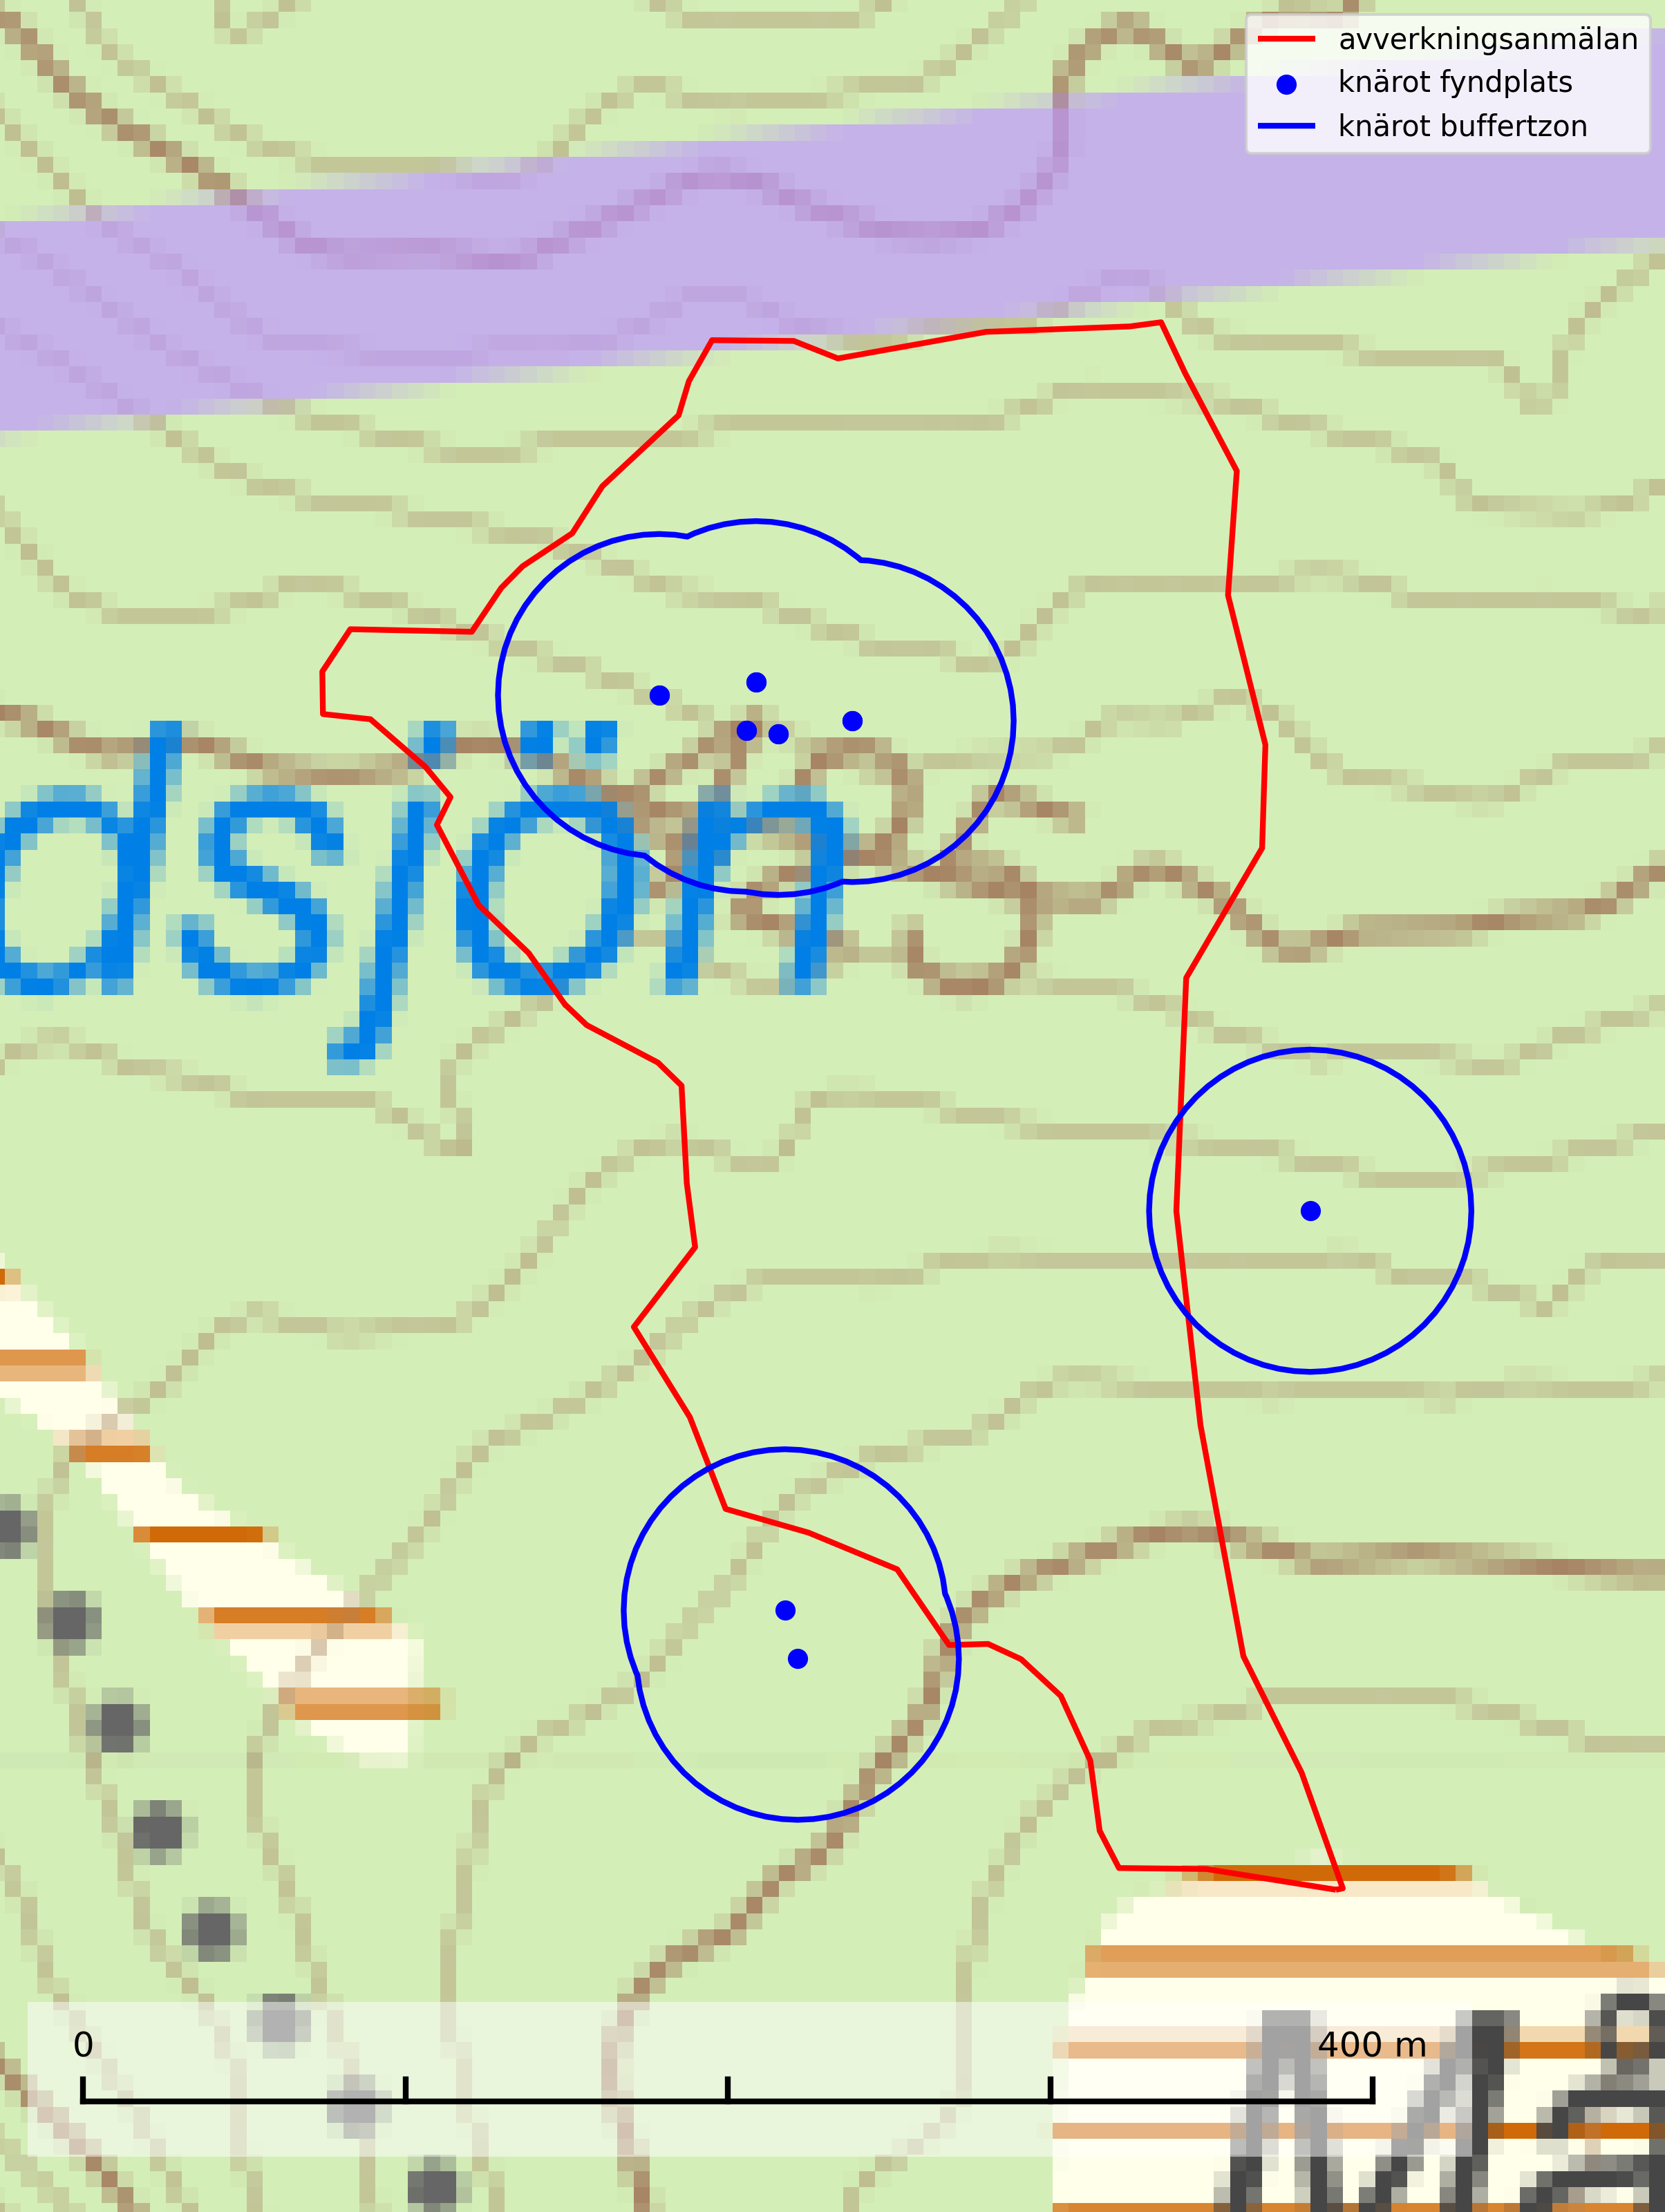 avverkningsanmälan
knärot fyndplats
knärot buffertzon
dsjön
0 400 m